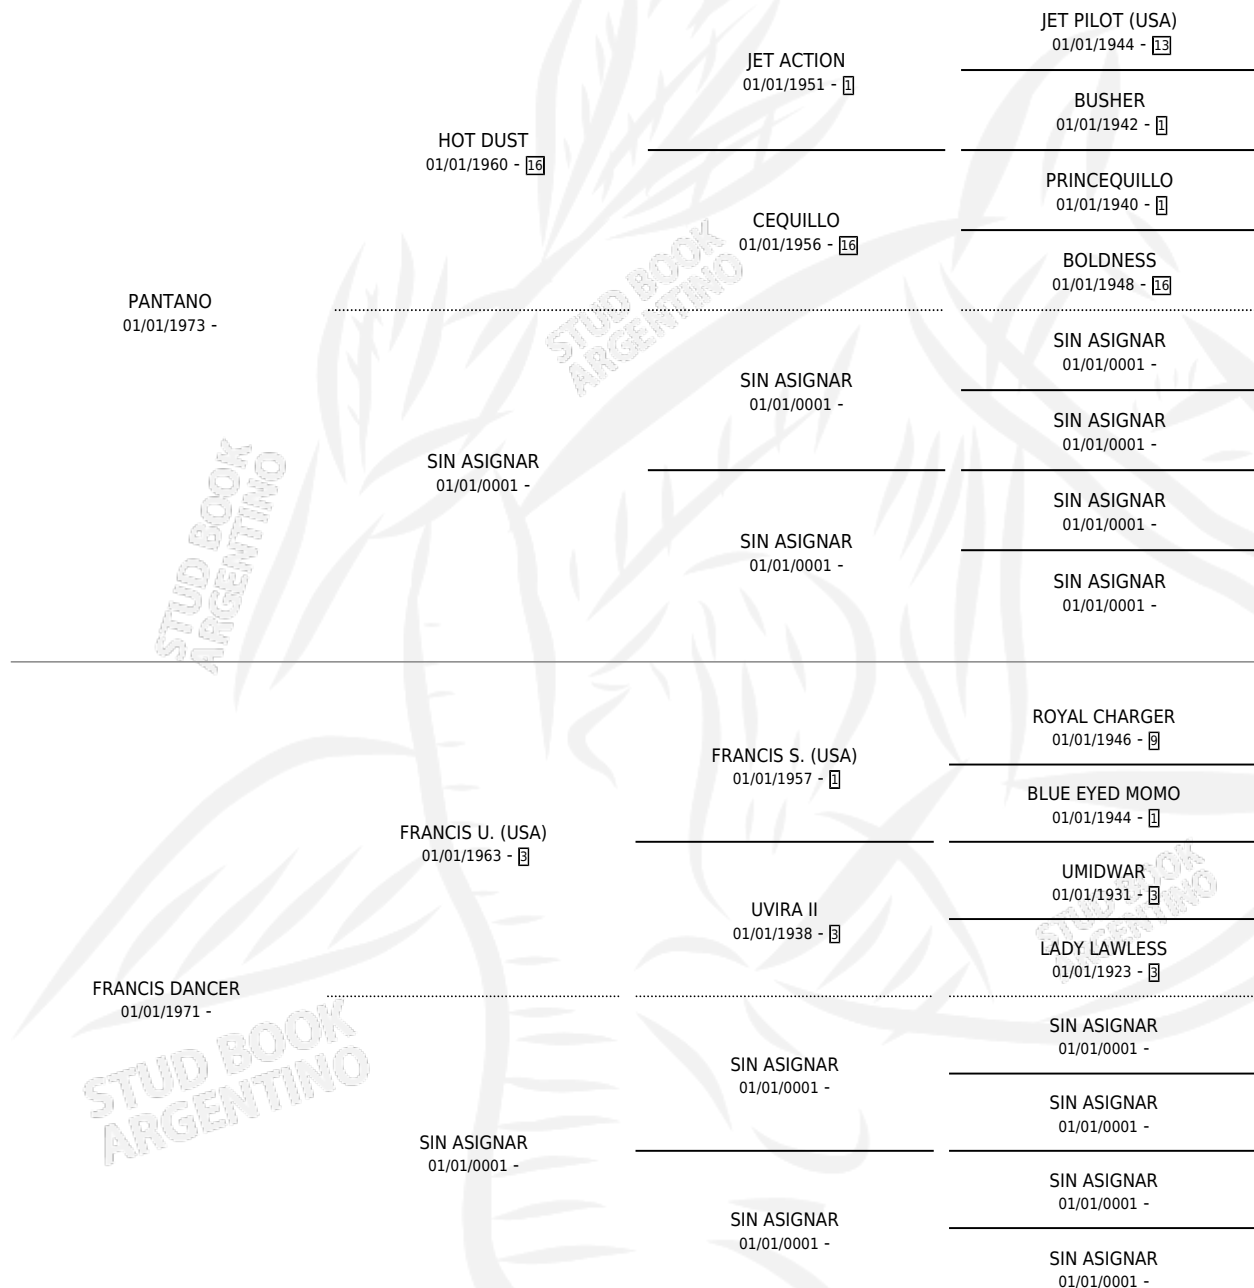 JET PILOT (USA)
01/01/1944 - 13
JET ACTION
01/01/1951 - 1
BUSHER
01/01/1942 - 1
HOT DUST
01/01/1960 - 16
PRINCEQUILLO
01/01/1940 - 1
CEQUILLO
01/01/1956 - 16
BOLDNESS
01/01/1948 - 16
PANTANO
01/01/1973 -
SIN ASIGNAR
01/01/0001 -
SIN ASIGNAR
01/01/0001 -
SIN ASIGNAR
01/01/0001 -
SIN ASIGNAR
01/01/0001 -
SIN ASIGNAR
01/01/0001 -
SIN ASIGNAR
01/01/0001 -
SIN ASIGNAR
01/01/0001 -
STUD BOOK
ARGENTINO
STUD BOOK
ARGENTINO
ROYAL CHARGER
01/01/1946 - 9
FRANCIS S. (USA)
01/01/1957 - 1
BLUE EYED MOMO
01/01/1944 - 1
FRANCIS U. (USA)
01/01/1963 - 3
UMIDWAR
01/01/1931 - 3
UVIRA II
01/01/1938 - 3
LADY LAWLESS
01/01/1923 - 3
FRANCIS DANCER
01/01/1971 -
SIN ASIGNAR
01/01/0001 -
SIN ASIGNAR
01/01/0001 -
SIN ASIGNAR
01/01/0001 -
SIN ASIGNAR
01/01/0001 -
SIN ASIGNAR
01/01/0001 -
SIN ASIGNAR
01/01/0001 -
SIN ASIGNAR
01/01/0001 -
STUD BOOK
ARGENTINO
STUD BOOK
ARGENTINO